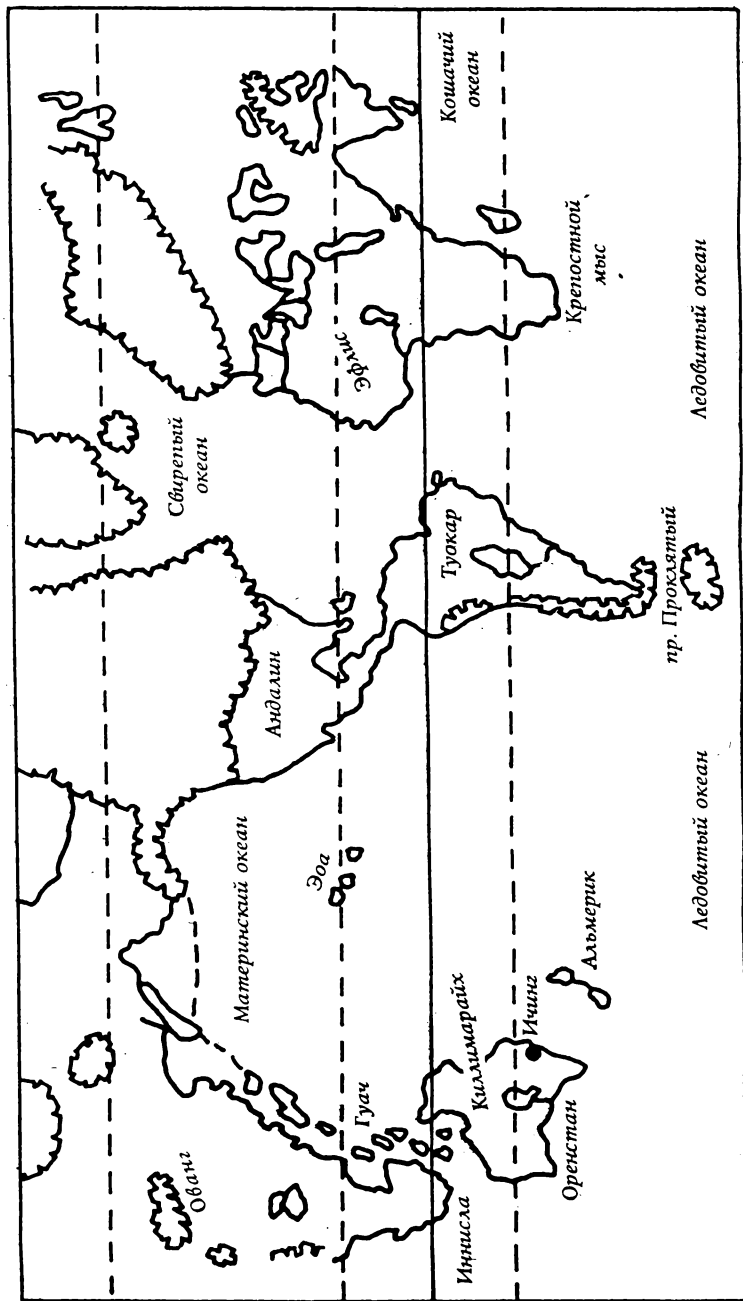 Ованг
Гуач
Иннисла
Киллимарайх
Оренстан
Ичинг
Альмерик
Материнский океан
Эоа
Ледовитый океан
Андалин
Свирепый
океан
Туокар
пр. Проклятый
Эфлис
Крепостной
мыс
Кошачий
океан
Ледовитый океан